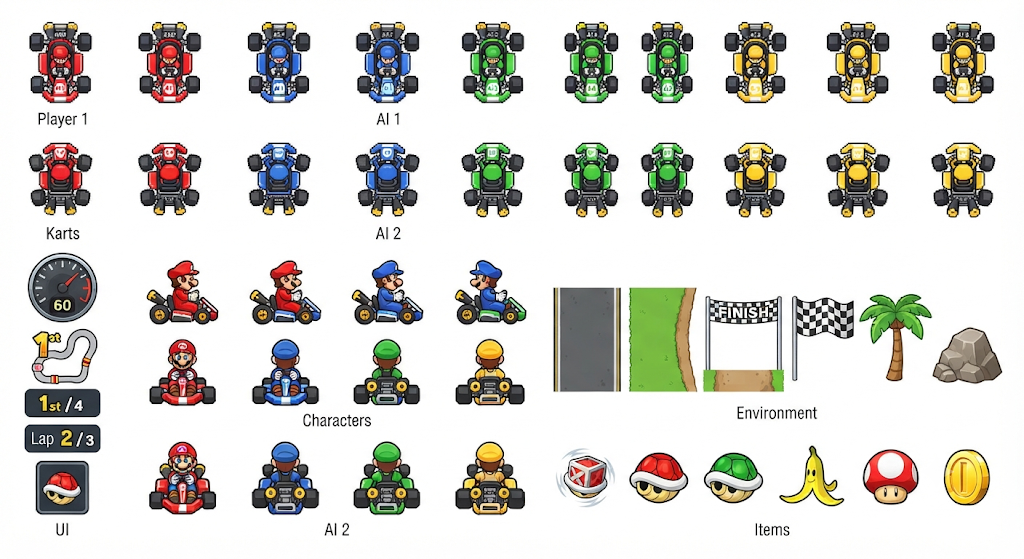 Player 1
AI 1
Karts
AI 2
60
1st
1st/4
Lap 2/3
UI
Characters
AI 2
FINISH
Environment
Items